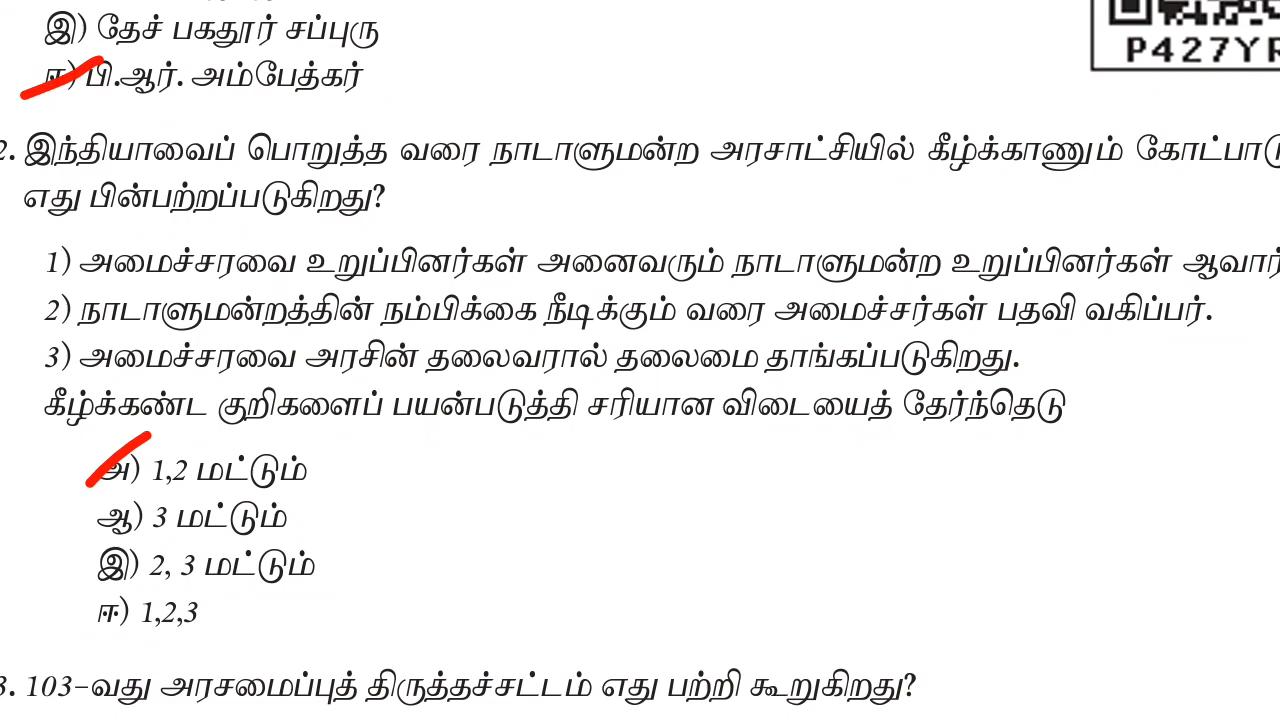 இ) தேச் பகதூர் சப்புரு
ஈ) பி.ஆர். அம்பேத்கர்
P427YR
2. இந்தியாவைப் பொறுத்த வரை நாடாளுமன்ற அரசாட்சியில் கீழ்க்காணும்
எது பின்பற்றப்படுகிறது?
1) அமைச்சரவை உறுப்பினர்கள் அனைவரும் நாடாளுமன்ற உறுப்பினர்கள்
2) நாடாளுமன்றத்தின் நம்பிக்கை நீடிக்கும் வரை அமைச்சர்கள் பதவி வகிப்பர்.
3) அமைச்சரவை அரசின் தலைவரால் தலைமை தாங்கப்படுகிறது.
கீழ்க்கண்ட குறிகளைப் பயன்படுத்தி சரியான விடையைத் தேர்ந்தெடு
அ) 1,2 மட்டும்
ஆ) 3 மட்டும்
இ) 2, 3 மட்டும்
ஈ) 1,2,3
3. 103-வது அரசமைப்புத் திருத்தச்சட்டம் எது பற்றி கூறுகிறது?